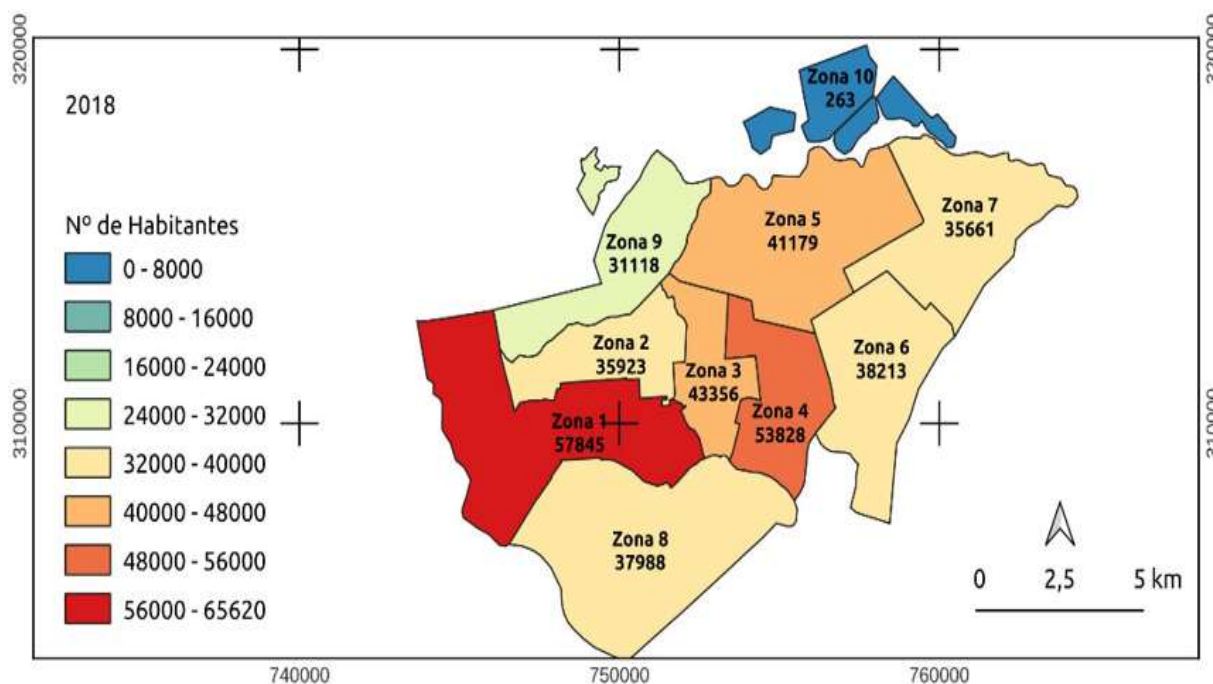 320000
320000
2018
Zona 10
263
Zona 5
41179
Zona 7
35661
Zona 9
31118
Nº de Habitantes
0 - 8000
8000 - 16000
16000 - 24000
24000 - 32000
32000 - 40000
40000 - 48000
48000 - 56000
56000 - 65620
Zona 2
35923
Zona 3
43356
Zona 6
38213
Zona 4
53828
Zona 1
57845
Zona 8
37988
310000
310000
0 2,5 5 km
740000 750000 760000